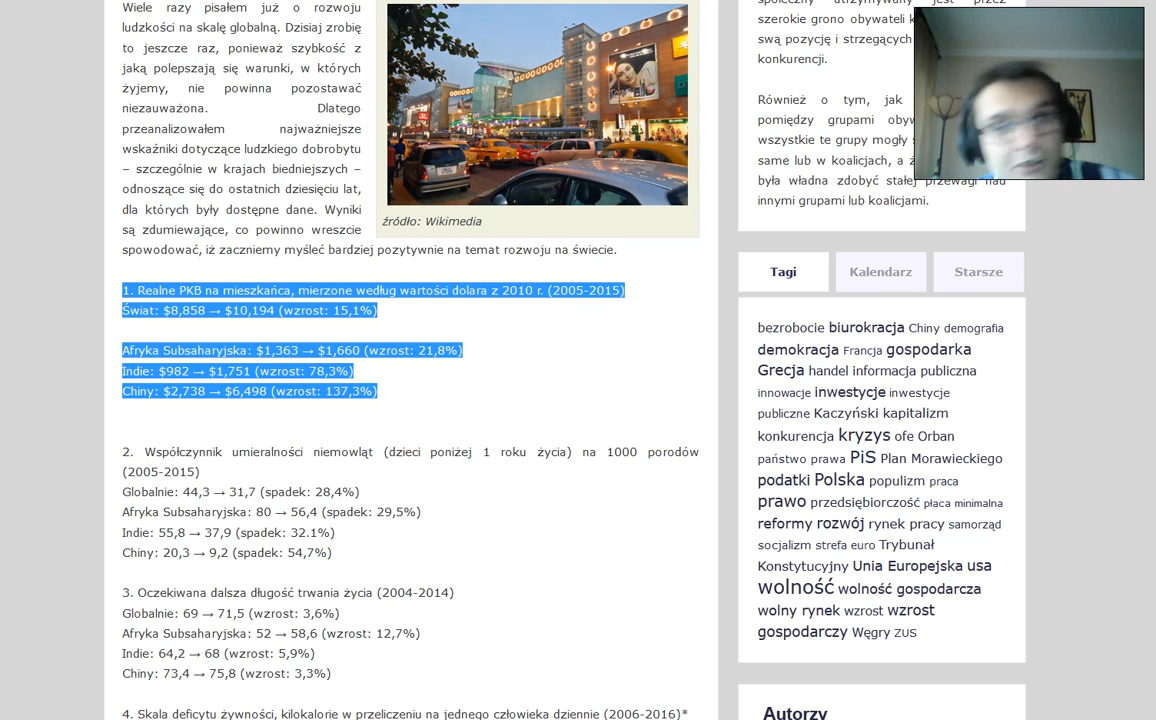 Wiele razy pisałem już o rozwoju
ludzkości na skalę globalną. Dzisiaj zrobię
to jeszcze raz, ponieważ szybkość z
jaką polepszają się warunki, w których
żyjemy, nie powinna pozostawać
niezauważona. Dlatego
przeanalizowałem najważniejsze
wskaźniki dotyczące ludzkiego dobrobytu
– szczególnie w krajach biedniejszych –
odnoszące się do ostatnich dziesięciu lat,
dla których były dostępne dane. Wyniki
są zdumiewające, co powinno wreszcie
spowodować, iż zaczniemy myśleć bardziej pozytywnie na temat rozwoju na świecie.
źródło: Wikimedia
1. Realne PKB na mieszkańca, mierzone według wartości dolara z 2010 r. (2005-2015)
Świat: $8,858 → $10,194 (wzrost: 15,1%)
Afryka Subsaharyjska: $1,363 → $1,660 (wzrost: 21,8%)
Indie: $982 → $1,751 (wzrost: 78,3%)
Chiny: $2,738 → $6,498 (wzrost: 137,3%)
2. Współczynnik umieralności niemowląt (dzieci poniżej 1 roku życia) na 1000 porodów
(2005-2015)
Globalnie: 44,3 → 31,7 (spadek: 28,4%)
Afryka Subsaharyjska: 80 → 56,4 (spadek: 29,5%)
Indie: 55,8 → 37,9 (spadek: 32.1%)
Chiny: 20,3 → 9,2 (spadek: 54,7%)
3. Oczekiwana dalsza długość trwania życia (2004-2014)
Globalnie: 69 → 71,5 (wzrost: 3,6%)
Afryka Subsaharyjska: 52 → 58,6 (wzrost: 12,7%)
Indie: 64,2 → 68 (wzrost: 5,9%)
Chiny: 73,4 → 75,8 (wzrost: 3,3%)
4. Skala deficytu żywności, kilokalorie w przeliczeniu na jednego człowieka dziennie (2006-2016)*
społeczny utrzymywany jest przez
szerokie grono obywateli
swą pozycję i strzegących
konkurencji.
Również o tym, jak
pomiędzy grupami
wszystkie te grupy mogły
same lub w koalicjach, a
była władna zdobyć stałej przewagi nad
innymi grupami lub koalicjami.
Tagi Kalendarz Starsze
bezrobocie biurokracja Chiny demografia
demokracja Francja gospodarka
Grecja handel informacja publiczna
innowacje inwestycje inwestycje
publiczne Kaczyński kapitalizm
konkurencja kryzys ofe Orban
państwo prawa PiS Plan Morawieckiego
podatki Polska populizm praca
prawo przedsiębiorczość płaca minimalna
reformy rozwój rynek pracy samorząd
socjalizm strefa euro Trybunał
Konstytucyjny Unia Europejska usa
wolność wolność gospodarcza
wolny rynek wzrost wzrost
gospodarczy Węgry ZUS
Autorzy